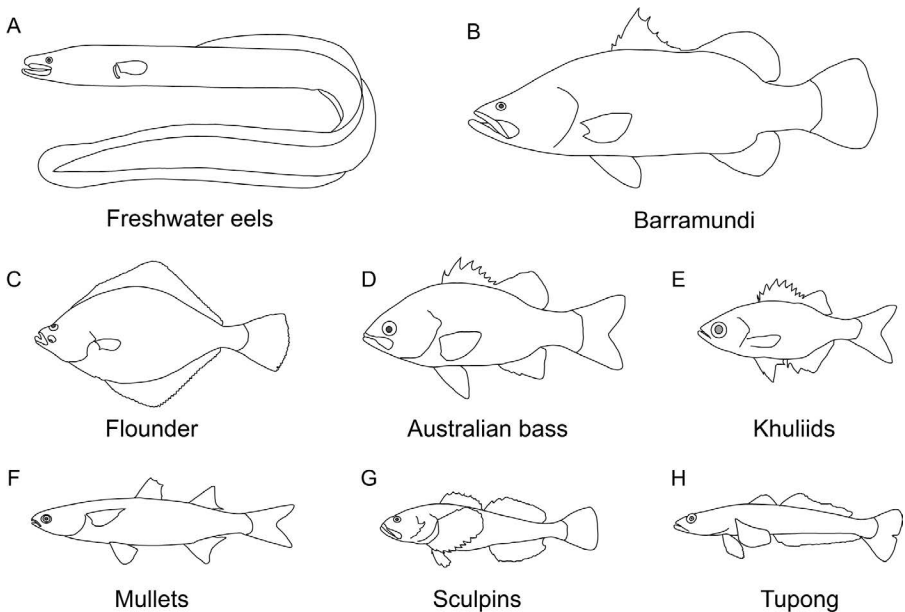 A
Freshwater eels
B
Barramundi
C
Flounder
D
Australian bass
E
Khuliids
F
Mullets
G
Sculpins
H
Tupong